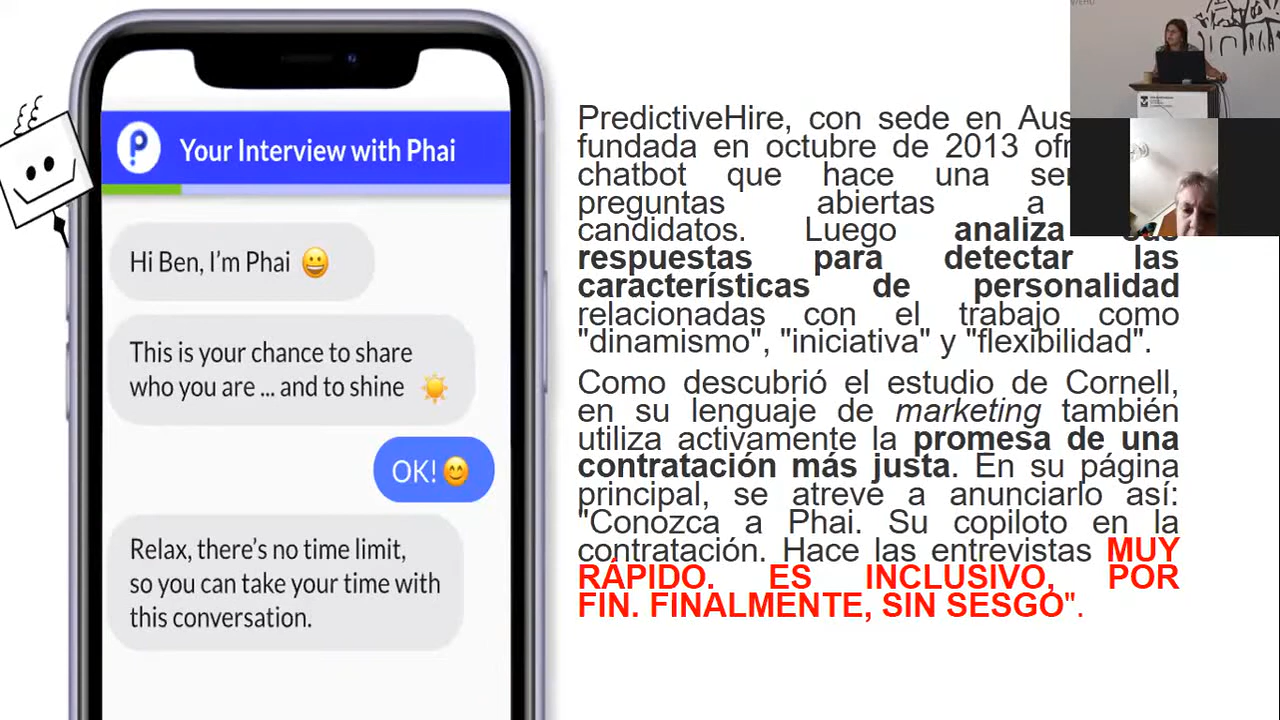 Your Interview with Phai
Hi Ben, I'm Phai
This is your chance to share
who you are ... and to shine
OK!
Relax, there's no time limit,
so you can take your time with
this conversation.
PredictiveHire, con sede en Aus
fundada en octubre de 2013 ofr
chatbot que hace una ser
preguntas abiertas a
candidatos. Luego analiza sus
respuestas para detectar las
características de personalidad
relacionadas con el trabajo como
"dinamismo", "iniciativa" y "flexibilidad".
Como descubrió el estudio de Cornell,
en su lenguaje de marketing también
utiliza activamente la promesa de una
contratación más justa. En su página
principal, se atreve a anunciarlo así:
"Conozca a Phai. Su copiloto en la
contratación. Hace las entrevistas MUY
RÁPIDO. ES INCLUSIVO, POR
FIN. FINALMENTE, SIN SESGO".